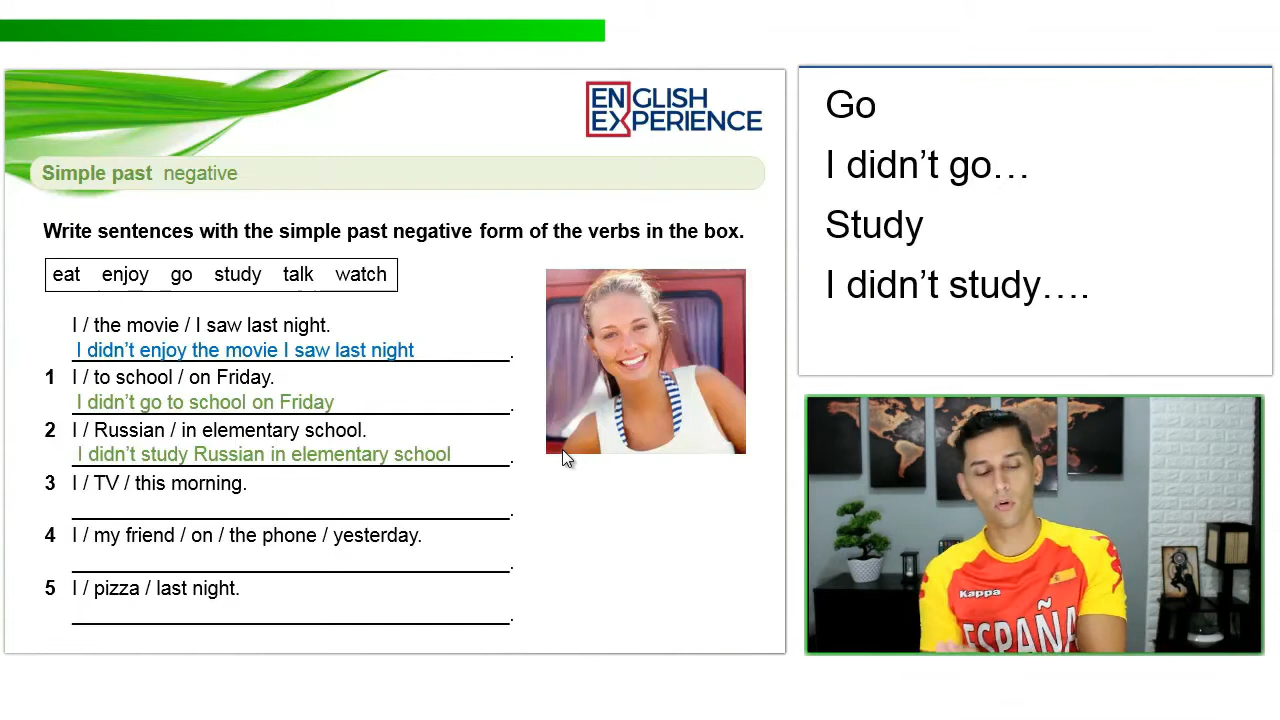 ENGLISH
EXPERIENCE
Simple past negative
Write sentences with the simple past negative form of the verbs in the box.
eat enjoy go study talk watch
I / the movie / I saw last night.
I didn't enjoy the movie I saw last night.
1 I / to school / on Friday.
I didn't go to school on Friday.
2 I / Russian / in elementary school.
I didn't study Russian in elementary school.
3 I / TV / this morning.
4 I / my friend / on / the phone / yesterday.
5 I / pizza / last night.
Go
I didn't go…
Study
I didn't study….
Kappa
ESPAÑA